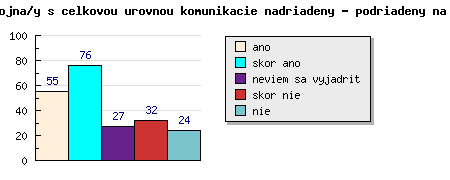 ojna/y s celkovou urovnou komunikacie nadriadeny - podriadeny na
100
80
60
40
20
0
55
76
27
32
24
ano
skor ano
neviem sa vyjadrit
skor nie
nie